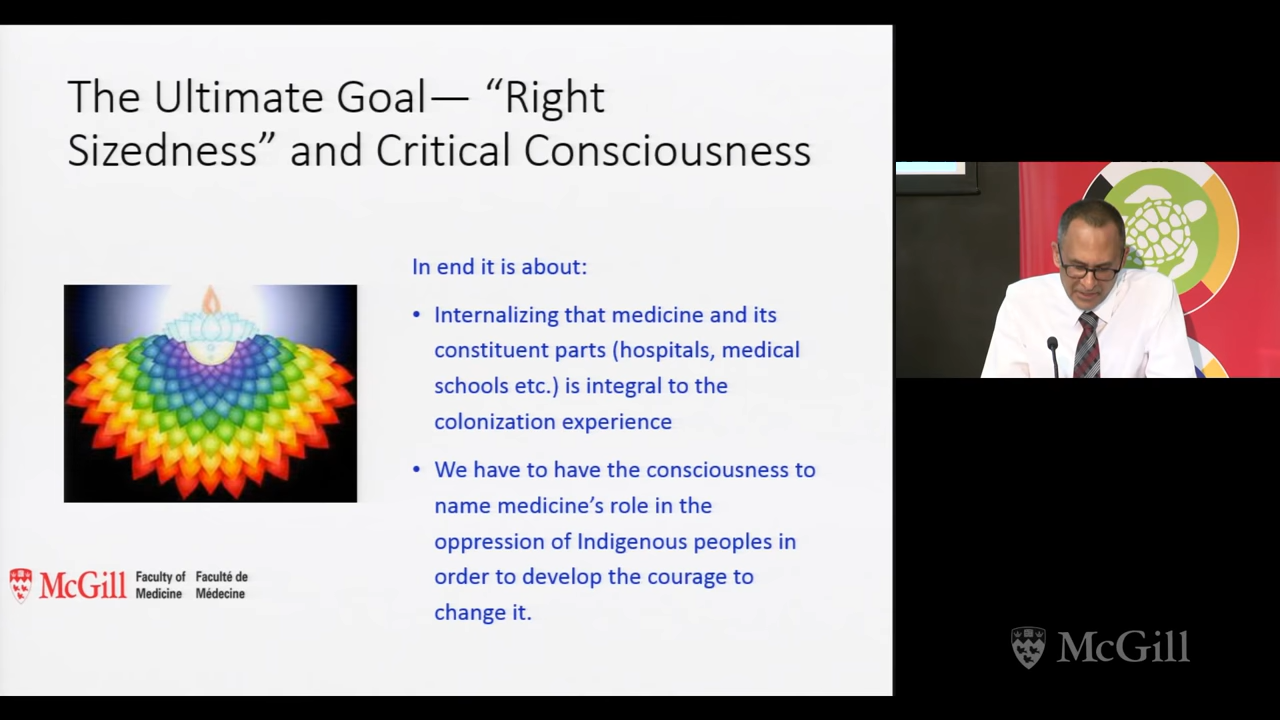 The Ultimate Goal— “Right
Sizedness” and Critical Consciousness
In end it is about:
• Internalizing that medicine and its
constituent parts (hospitals, medical
schools etc.) is integral to the
colonization experience
• We have to have the consciousness to
name medicine’s role in the
oppression of Indigenous peoples in
order to develop the courage to
change it.
McGill
Faculty of
Medicine
Faculté de
Médecine
McGill